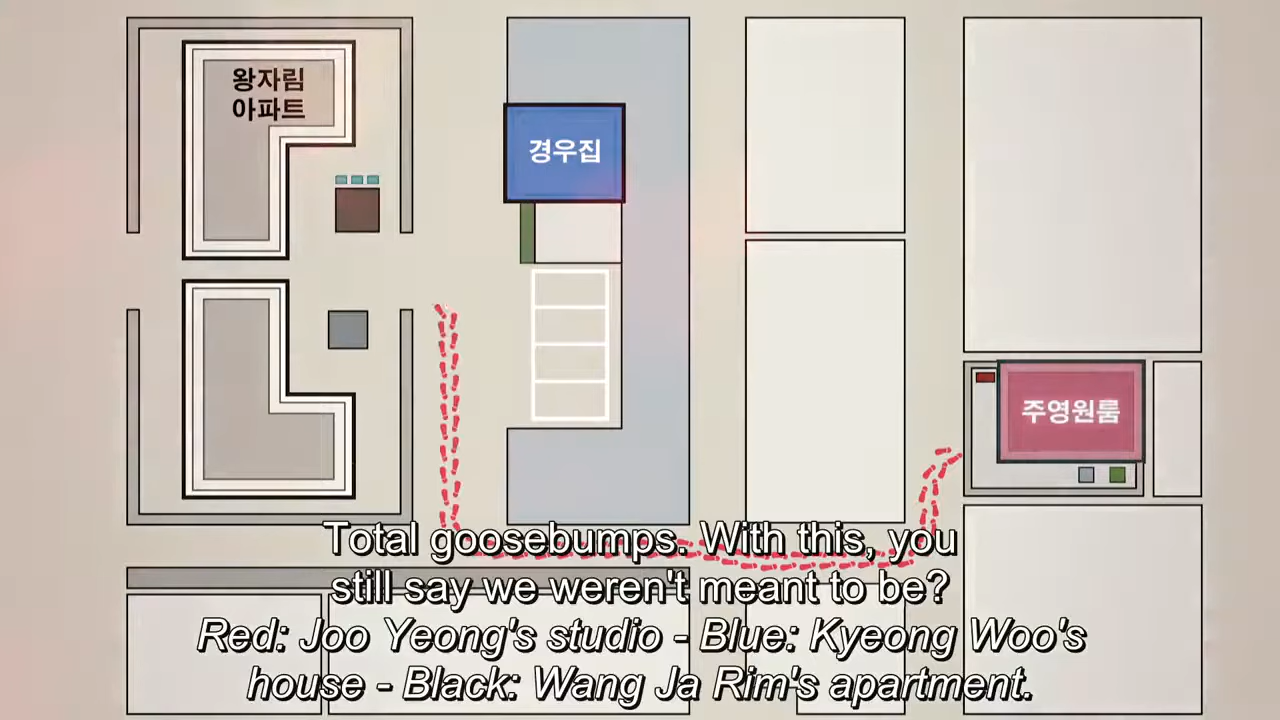 왕자림
아파트
경우집
주영원룸
Total goosebumps. With this, you
still say we weren't meant to be?
Red: Joo Yeong's studio - Blue: Kyeong Woo's
house - Black: Wang Ja Rim's apartment.